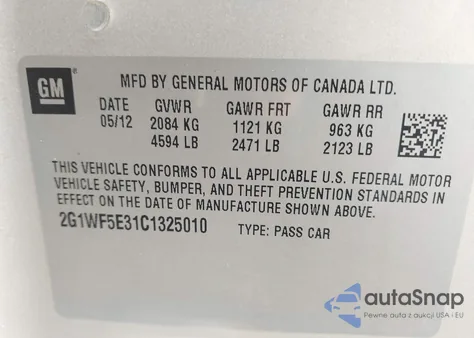 GM
MFD BY GENERAL MOTORS OF CANADA LTD.
DATE GVWR GAWR FRT GAWR RR
05/12 2084 KG 1121 KG 963 KG
4594 LB 2471 LB 2123 LB
THIS VEHICLE CONFORMS TO ALL APPLICABLE U.S. FEDERAL MOTOR
VEHICLE SAFETY, BUMPER, AND THEFT PREVENTION STANDARDS IN
EFFECT ON THE DATE OF MANUFACTURE SHOWN ABOVE.
2G1WF5E31C1325010 TYPE: PASS CAR
autoSnap
Pewne auta z aukcji USA i EU